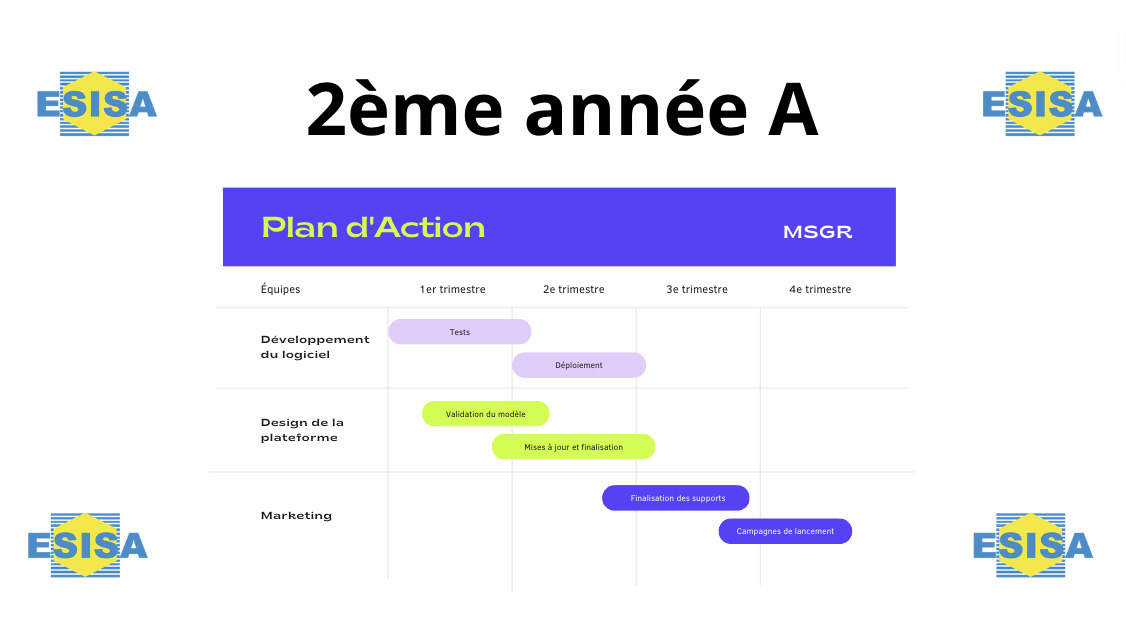 ESISA
ESISA
2ème année A
Plan d'Action
MSGR
Équipes
1er trimestre
2e trimestre
3e trimestre
4e trimestre
Développement
du logiciel
Tests
Déploiement
Design de la
plateforme
Validation du modèle
Mises à jour et finalisation
Marketing
Finalisation des supports
Campagnes de lancement
ESISA
ESISA